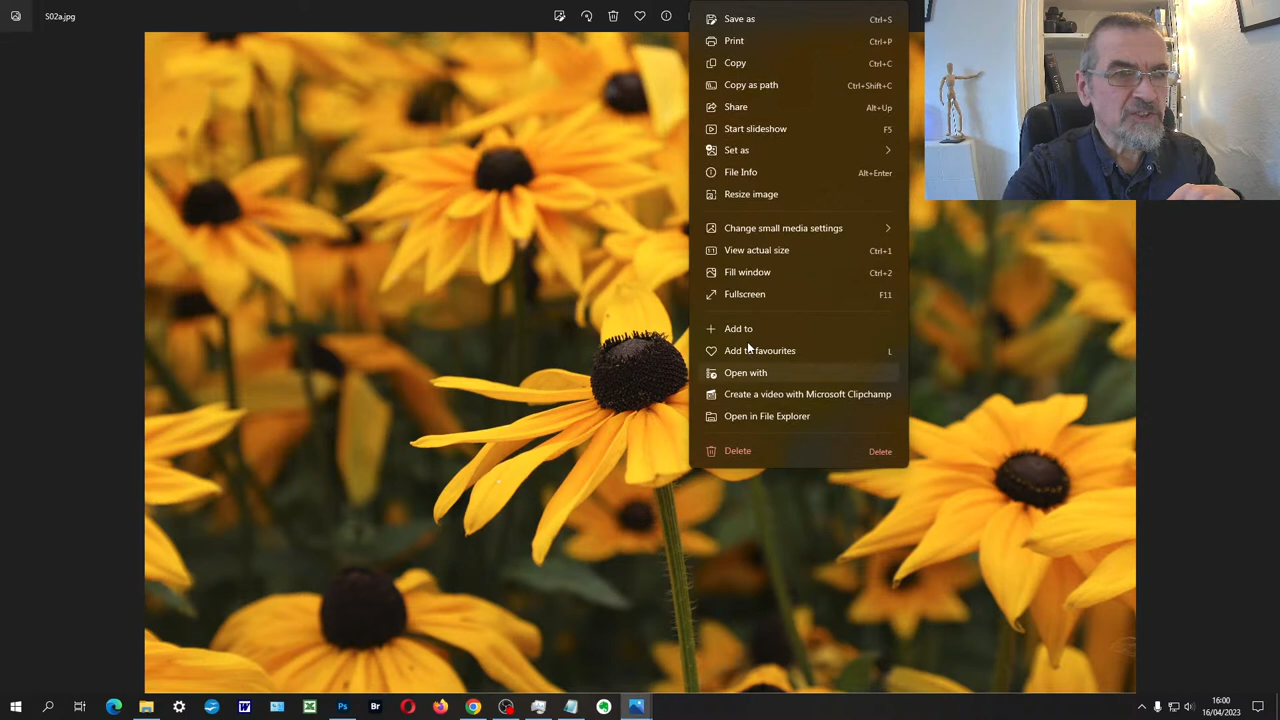 S02a.jpg
Save as Ctrl+S
Print Ctrl+P
Copy Ctrl+C
Copy as path Ctrl+Shift+C
Share Alt+Up
Start slideshow F5
Set as
File Info Alt+Enter
Resize image
Change small media settings
View actual size Ctrl+1
Fill window Ctrl+2
Fullscreen F11
Add to
Add to favourites L
Open with
Create a video with Microsoft Clipchamp
Open in File Explorer
Delete Delete
W X Ps Br
16:00
16/04/2023